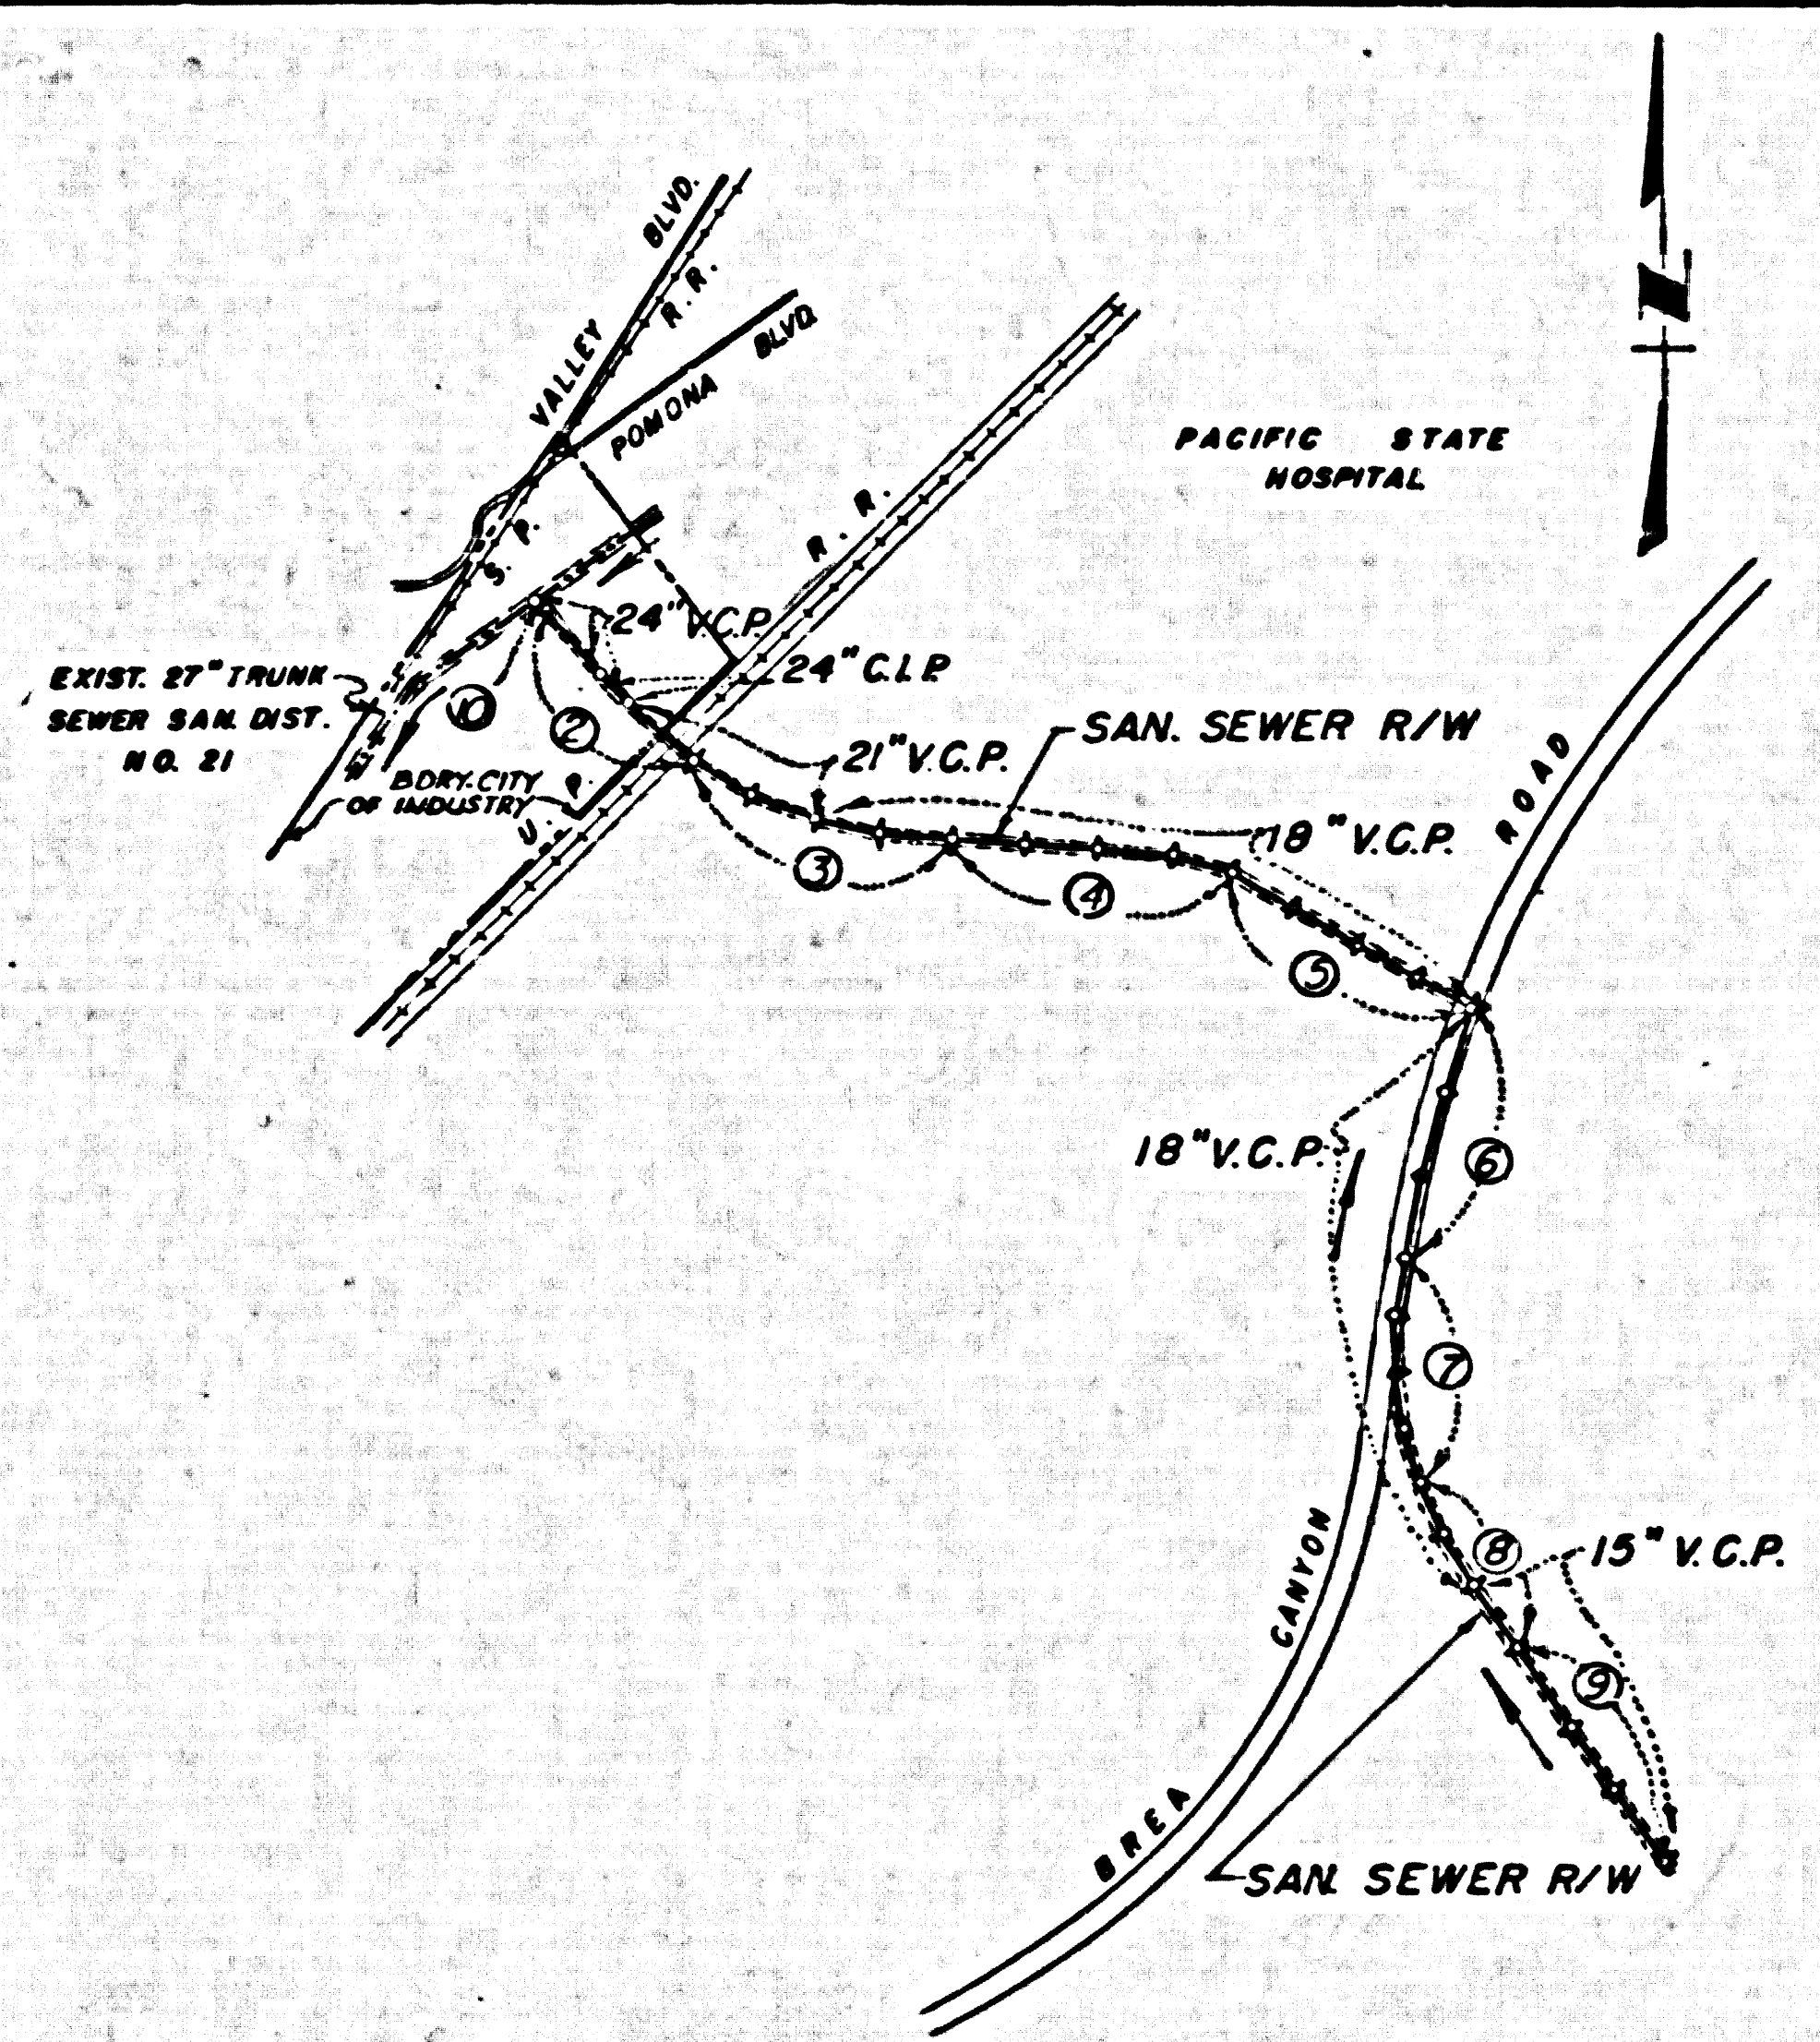 N
VALLEY BLVD.
S. P. R.R.
POMONA BLVD.
PACIFIC STATE
HOSPITAL
U. P. R. R.
24" V.C.P.
24" C.I.P.
EXIST. 27" TRUNK
SEWER SAN. DIST.
NO. 21
10
2
SAN. SEWER R/W
21" V.C.P.
BDRY. CITY
OF INDUSTRY
18" V.C.P.
3
4
5
BREA CANYON ROAD
18" V.C.P.
6
7
8
15" V.C.P.
9
SAN. SEWER R/W